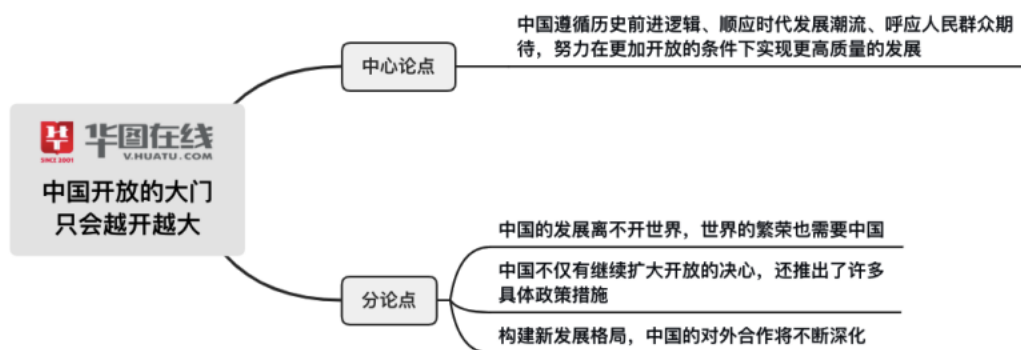 中国遵循历史前进逻辑、顺应时代发展潮流、呼应人民群众期
待，努力在更加开放的条件下实现更高质量的发展
中心论点
HT
SINCE 2001
华图在线
V.HUATU.COM
中国开放的大门
只会越开越大
中国的发展离不开世界，世界的繁荣也需要中国
中国不仅有继续扩大开放的决心，还推出了许多
具体政策措施
分论点
构建新发展格局，中国的对外合作将不断深化